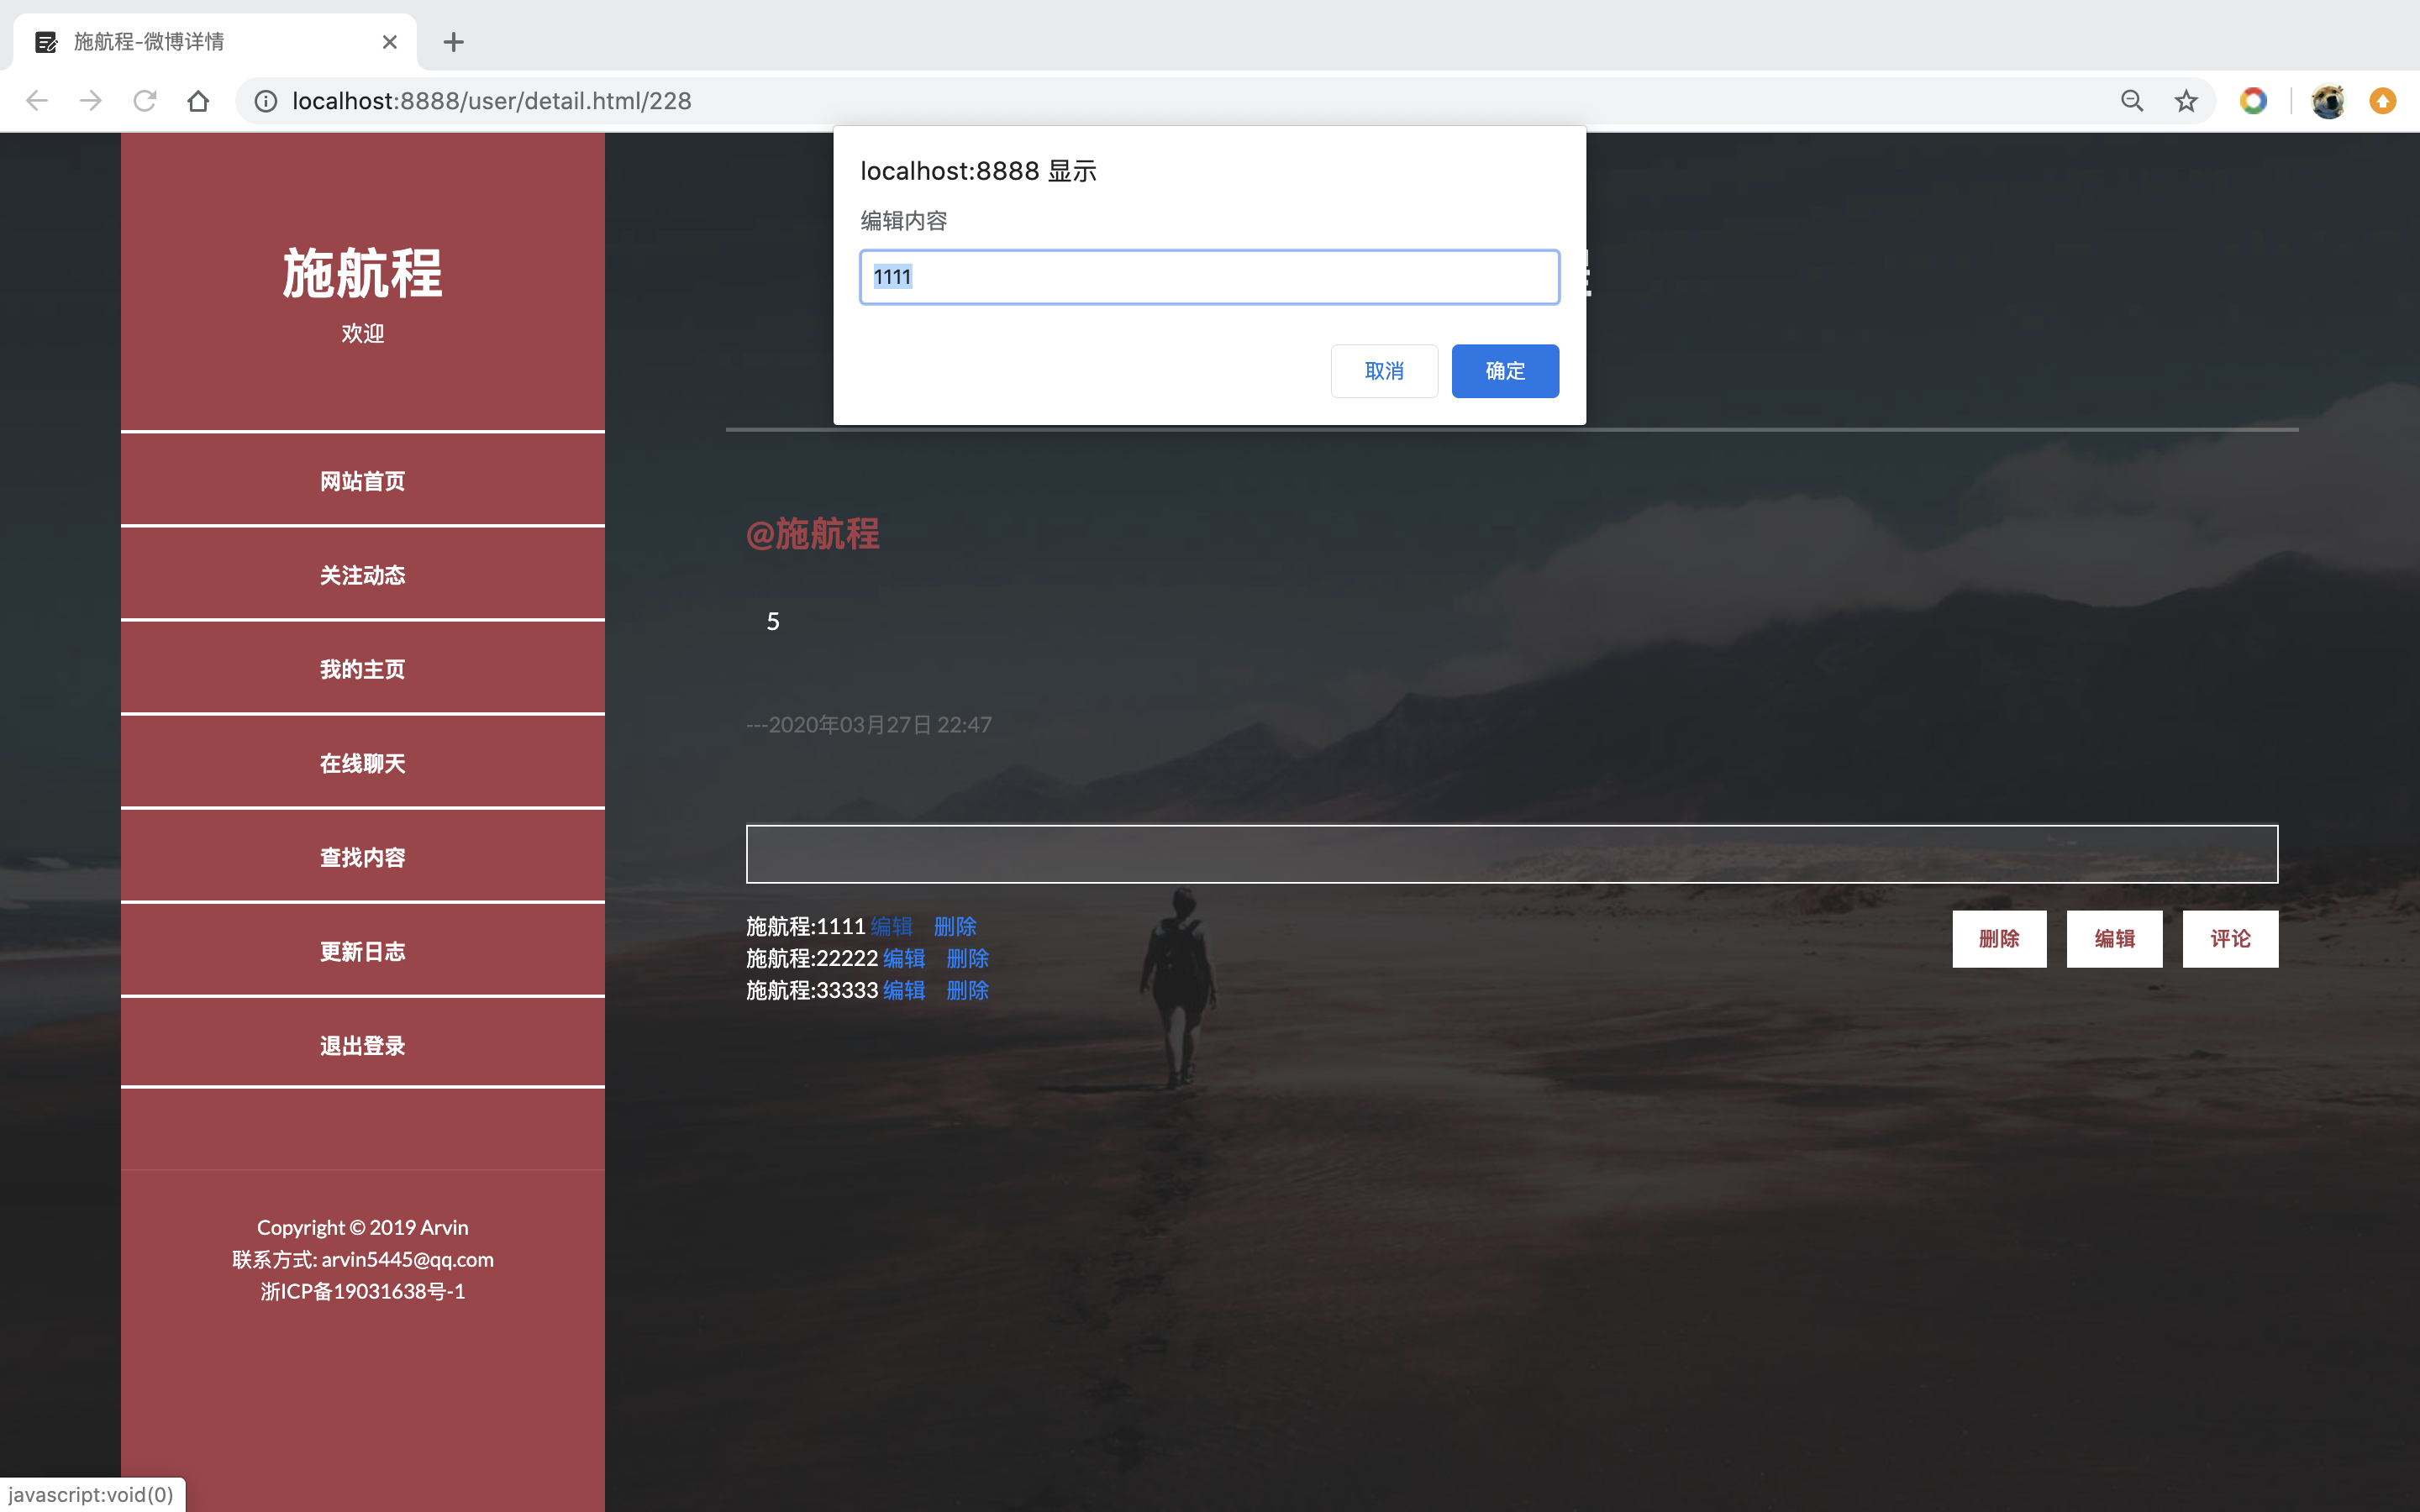 施航程-微博详情
localhost:8888/user/detail.html/228
localhost:8888 显示
编辑内容
1111
取消 确定
施航程
欢迎
网站首页
关注动态
我的主页
在线聊天
查找内容
更新日志
退出登录
Copyright © 2019 Arvin
联系方式: arvin5445@qq.com
浙ICP备19031638号-1
@施航程
5
---2020年03月27日 22:47
施航程:1111 编辑 删除
施航程:22222 编辑 删除
施航程:33333 编辑 删除
删除 编辑 评论
javascript:void(0)